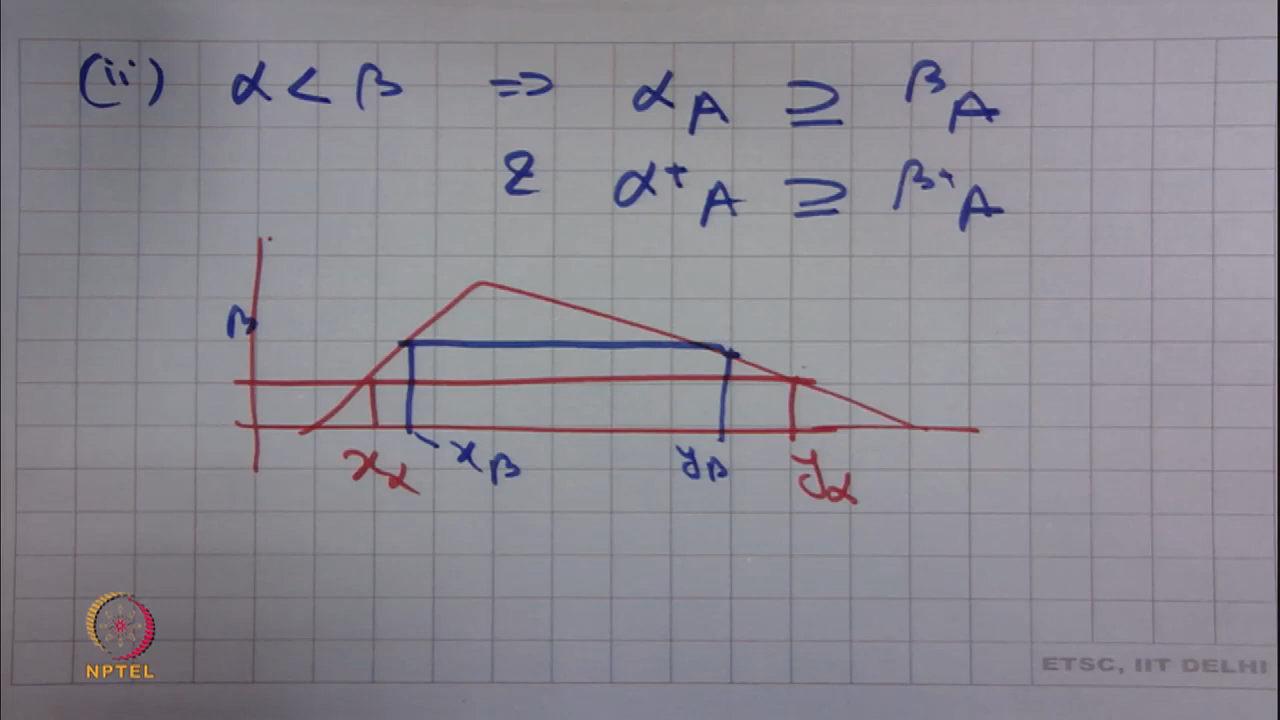 (ii) α < β ⇒ αA ⊇ βA
& α+A ⊇ β+A
β
xα xβ yβ yα
NPTEL
ETSC, IIT DELHI